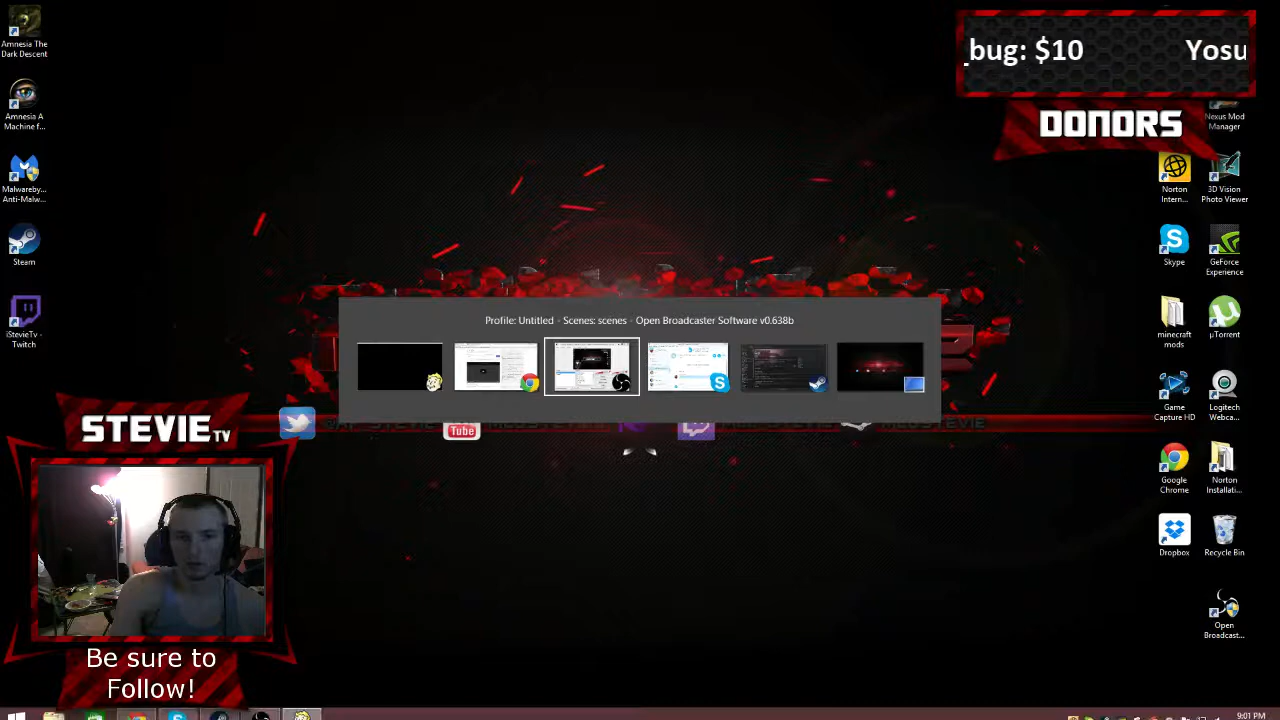 Amnesia The
Dark Descent
Amnesia A
Machine f...
Malwareby...
Anti-Malw...
Steam
iStevieTv -
Twitch
bug: $10 Yosu
DONORS
Nexus Mod
Manager
Norton
Intern...
3D Vision
Photo Viewer
Skype
GeForce
Experience
minecraft
mods
µTorrent
Game
Capture HD
Logitech
Webca...
Google
Chrome
Norton
Installati...
Dropbox
Recycle Bin
Open
Broadcast...
Profile: Untitled - Scenes: scenes - Open Broadcaster Software v0.638b
Tube
STEVIE TV
Be sure to
Follow!
9:01 PM